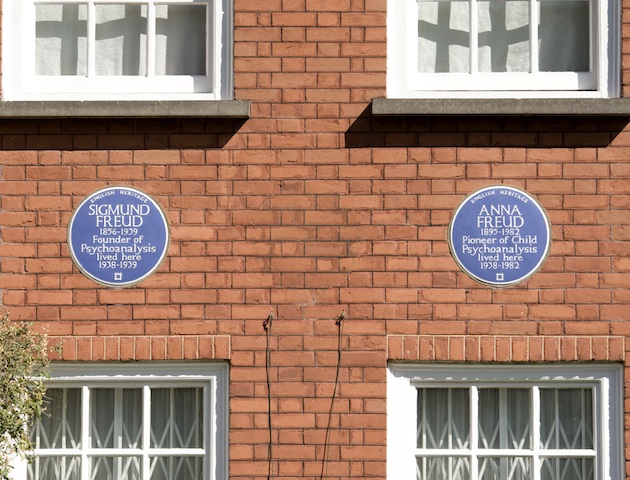 ENGLISH HERITAGE
SIGMUND
FREUD
1856-1939
Founder of
Psychoanalysis
lived here
1938-1939
ENGLISH HERITAGE
ANNA
FREUD
1895-1982
Pioneer of Child
Psychoanalysis
lived here
1938-1982